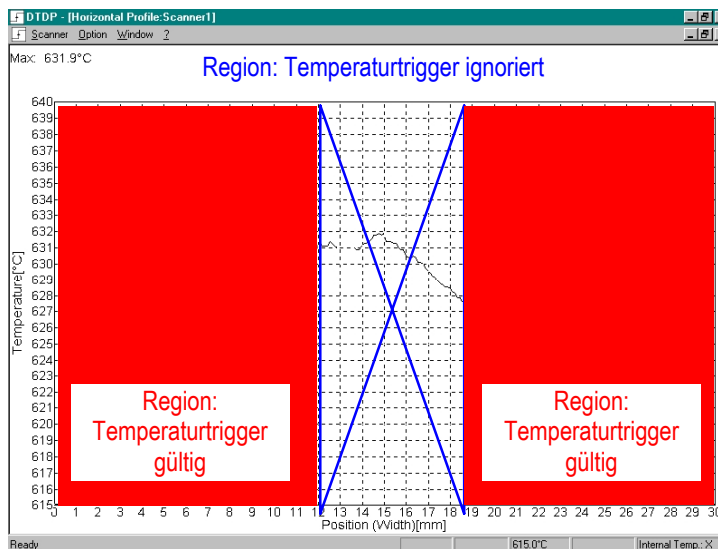 DTDP - [Horizontal Profile:Scanner1]
Scanner Option Window ?
Max: 631.9°C
Region: Temperaturtrigger ignoriert
640
639
638
637
636
635
634
633
632
631
630
629
628
627
626
625
624
623
622
621
620
619
618
617
616
615
Temperature[°C]
Region:
Temperaturtrigger
gültig
Region:
Temperaturtrigger
gültig
1 2 3 4 5 6 7 8 9 10 11 12 13 14 15 16 17 18 19 20 21 22 23 24 25 26 27 28 29 30
Position (Width)[mm]
Ready 615.0°C Internal Temp.: X